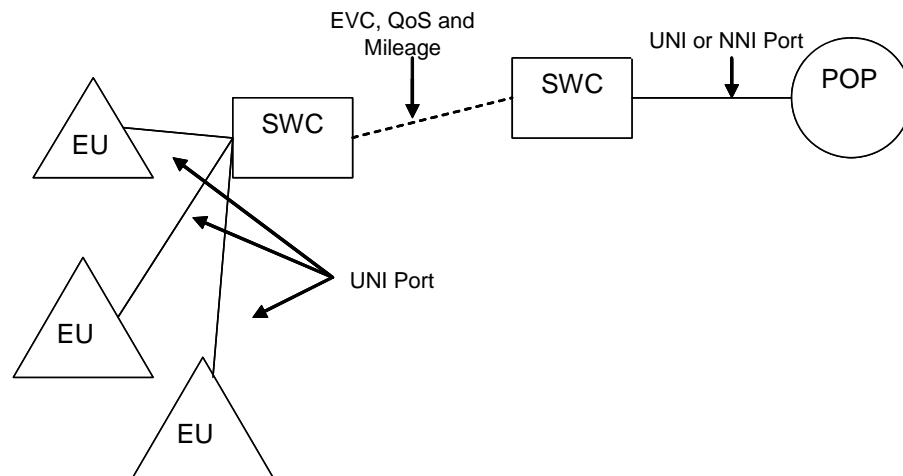 EVC, QoS and
Mileage
UNI or NNI Port
SWC
SWC
POP
EU
UNI Port
EU
EU